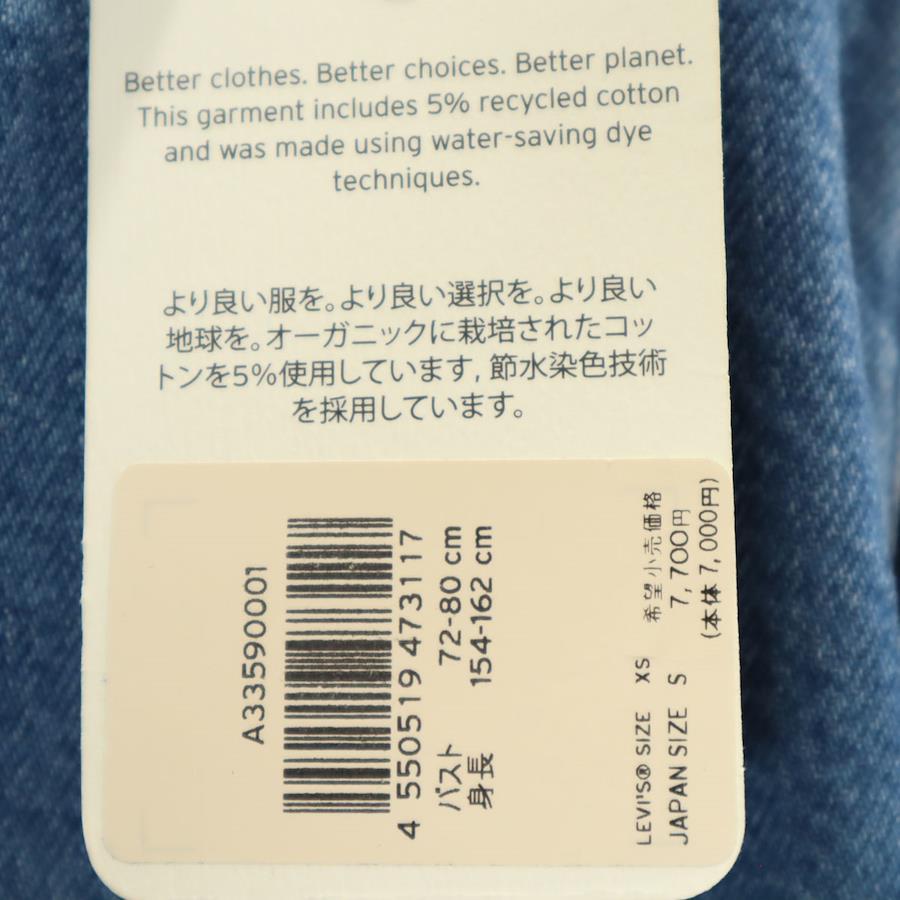 Better clothes. Better choices. Better planet.
This garment includes 5% recycled cotton
and was made using water-saving dye
techniques.
より良い服を。より良い選択を。より良い
地球を。オーガニックに栽培されたコッ
トンを5%使用しています, 節水染色技術
を採用しています。
A33590001
4 550519 473117
バスト 72-80 cm
身長 154-162 cm
LEVI'S® SIZE XS 希望小売価格
JAPAN SIZE S 7,700円
(本体 7,000円)